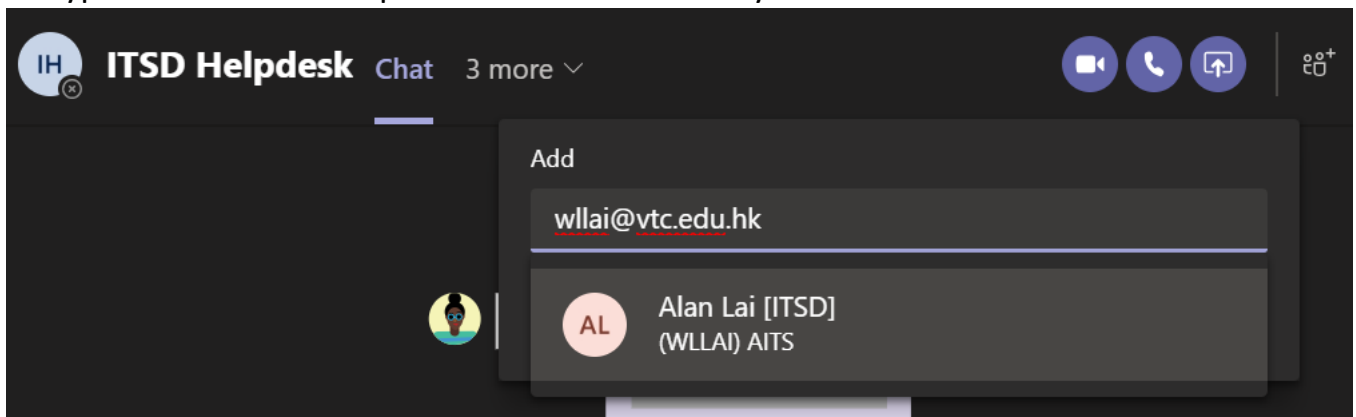 IH ITSD Helpdesk Chat 3 more
Add
wllai@vtc.edu.hk
AL
Alan Lai [ITSD]
(WLLAI) AITS